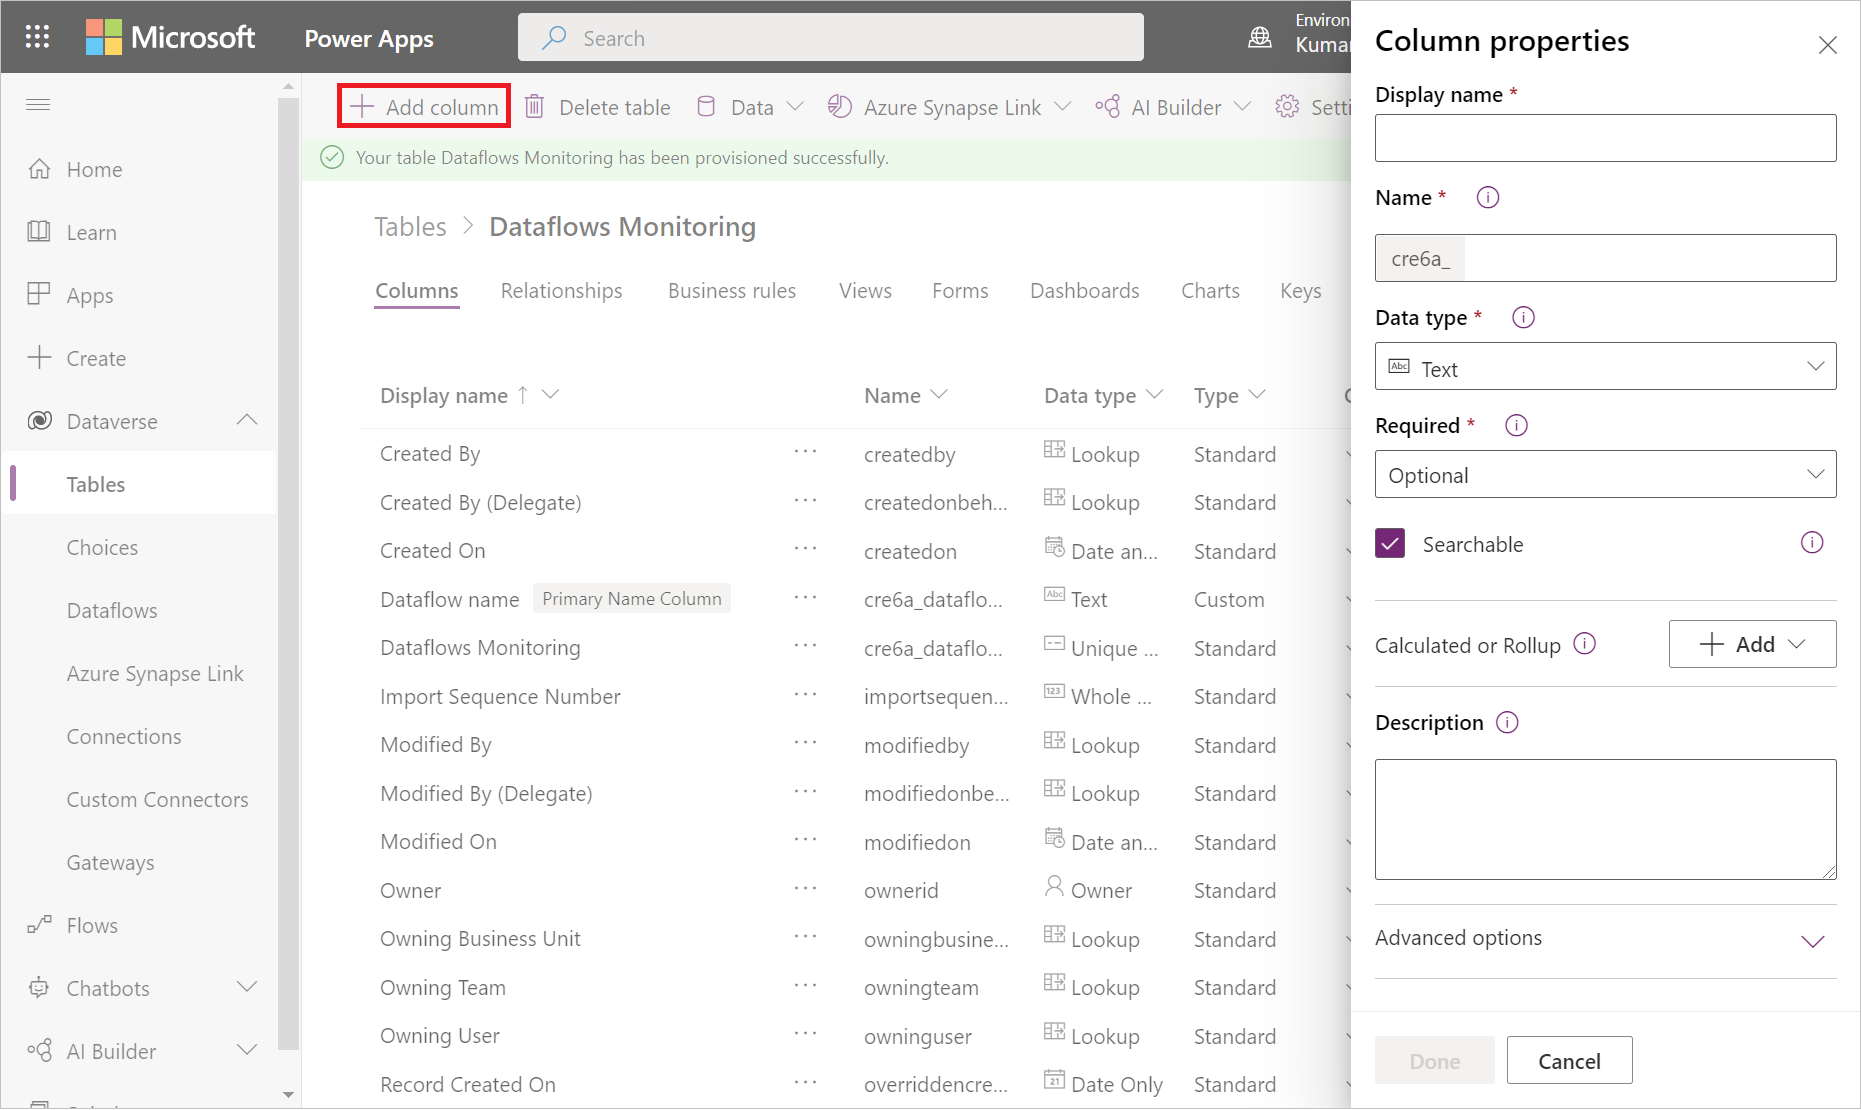 Microsoft
Power Apps
Search
Environ
Kumar
Add column
Delete table
Data
Azure Synapse Link
AI Builder
Setti
Your table Dataflows Monitoring has been provisioned successfully.
Home
Learn
Apps
Create
Dataverse
Tables
Choices
Dataflows
Azure Synapse Link
Connections
Custom Connectors
Gateways
Flows
Chatbots
AI Builder
Tables > Dataflows Monitoring
Columns Relationships Business rules Views Forms Dashboards Charts Keys
Display name Name Data type Type
Created By ··· createdby Lookup Standard
Created By (Delegate) ··· createdonbeh... Lookup Standard
Created On ··· createdon Date an... Standard
Dataflow name Primary Name Column ··· cre6a_dataflo... Abc Text Custom
Dataflows Monitoring ··· cre6a_dataflo... Unique ... Standard
Import Sequence Number ··· importsequen... 123 Whole ... Standard
Modified By ··· modifiedby Lookup Standard
Modified By (Delegate) ··· modifiedonbe... Lookup Standard
Modified On ··· modifiedon Date an... Standard
Owner ··· ownerid Owner Standard
Owning Business Unit ··· owningbusine... Lookup Standard
Owning Team ··· owningteam Lookup Standard
Owning User ··· owninguser Lookup Standard
Record Created On ··· overriddencre... 21 Date Only Standard
Column properties
Display name *
Name *
cre6a_
Data type *
Abc Text
Required *
Optional
Searchable
Calculated or Rollup
Add
Description
Advanced options
Done
Cancel